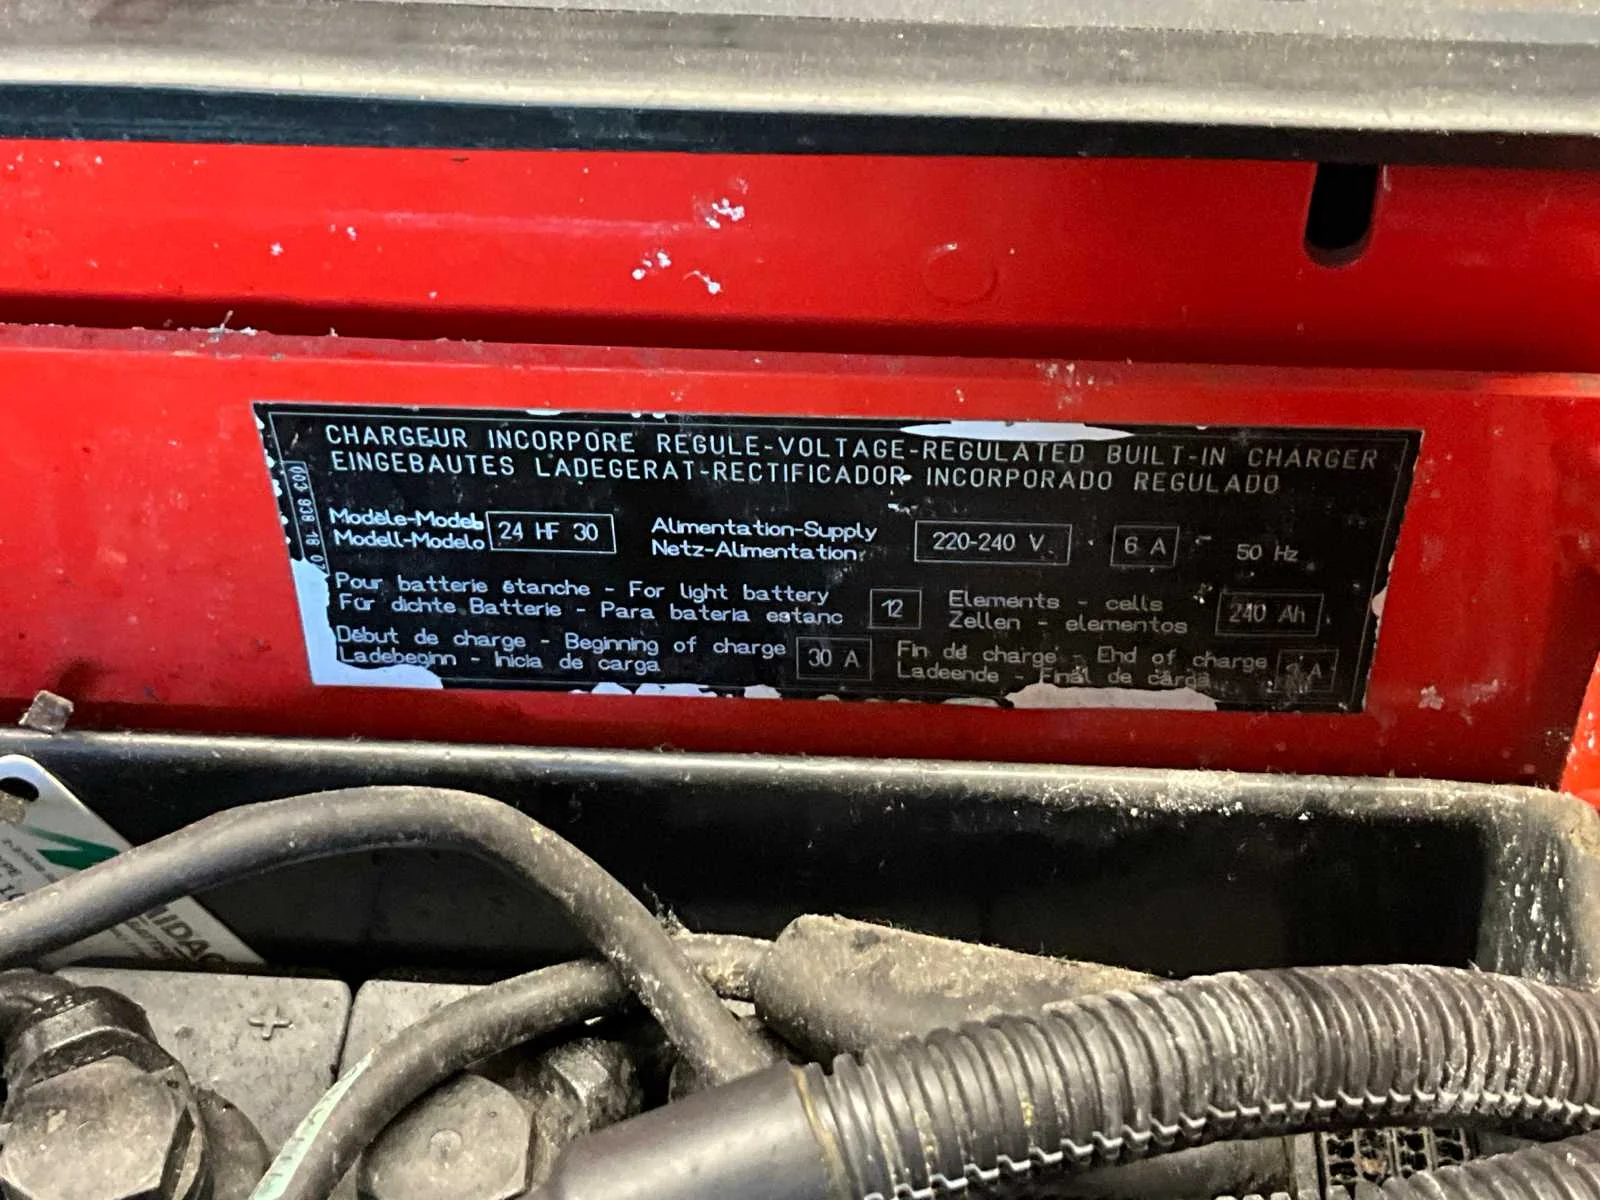 CHARGEUR INCORPORE REGULE-VOLTAGE-REGULATED BUILT-IN CHARGER
EINGEBAUTES LADEGERAT-RECTIFICADOR INCORPORADO REGULADO
Modèle-Model
Modell-Modelo
24 HF 30
Alimentation-Supply
Netz-Alimentation
220-240 V
6 A
50 Hz
Pour batterie étanche - For light battery
Für dichte Batterie - Para bateria estanc
12
Elements - cells
Zellen - elementos
240 Ah
Début de charge - Beginning of charge
Ladebeginn - Inicia de carga
30 A
Fin de charge - End of charge
Ladeende - Final de carga
A
+